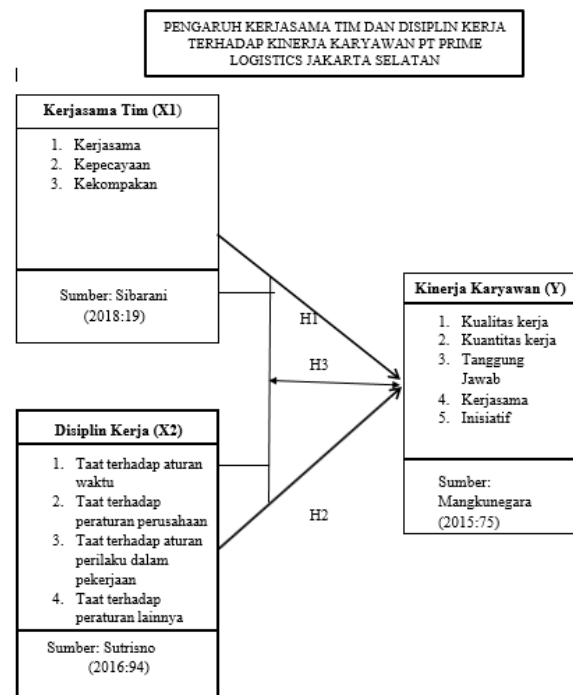 PENGARUH KERJASAMA TIM DAN DISIPLIN KERJA
TERHADAP KINERJA KARYAWAN PT PRIME
LOGISTICS JAKARTA SELATAN
Kerjasama Tim (X1)
1. Kerjasama
2. Kepecayaan
3. Kekompakan
Sumber: Sibarani
(2018:19)
H1
H3
H2
Disiplin Kerja (X2)
1. Taat terhadap aturan
waktu
2. Taat terhadap
peraturan perusahaan
3. Taat terhadap aturan
perilaku dalam
pekerjaan
4. Taat terhadap
peraturan lainnya
Sumber: Sutrisno
(2016:94)
Kinerja Karyawan (Y)
1. Kualitas kerja
2. Kuantitas kerja
3. Tanggung
Jawab
4. Kerjasama
5. Inisiatif
Sumber:
Mangkunegara
(2015:75)